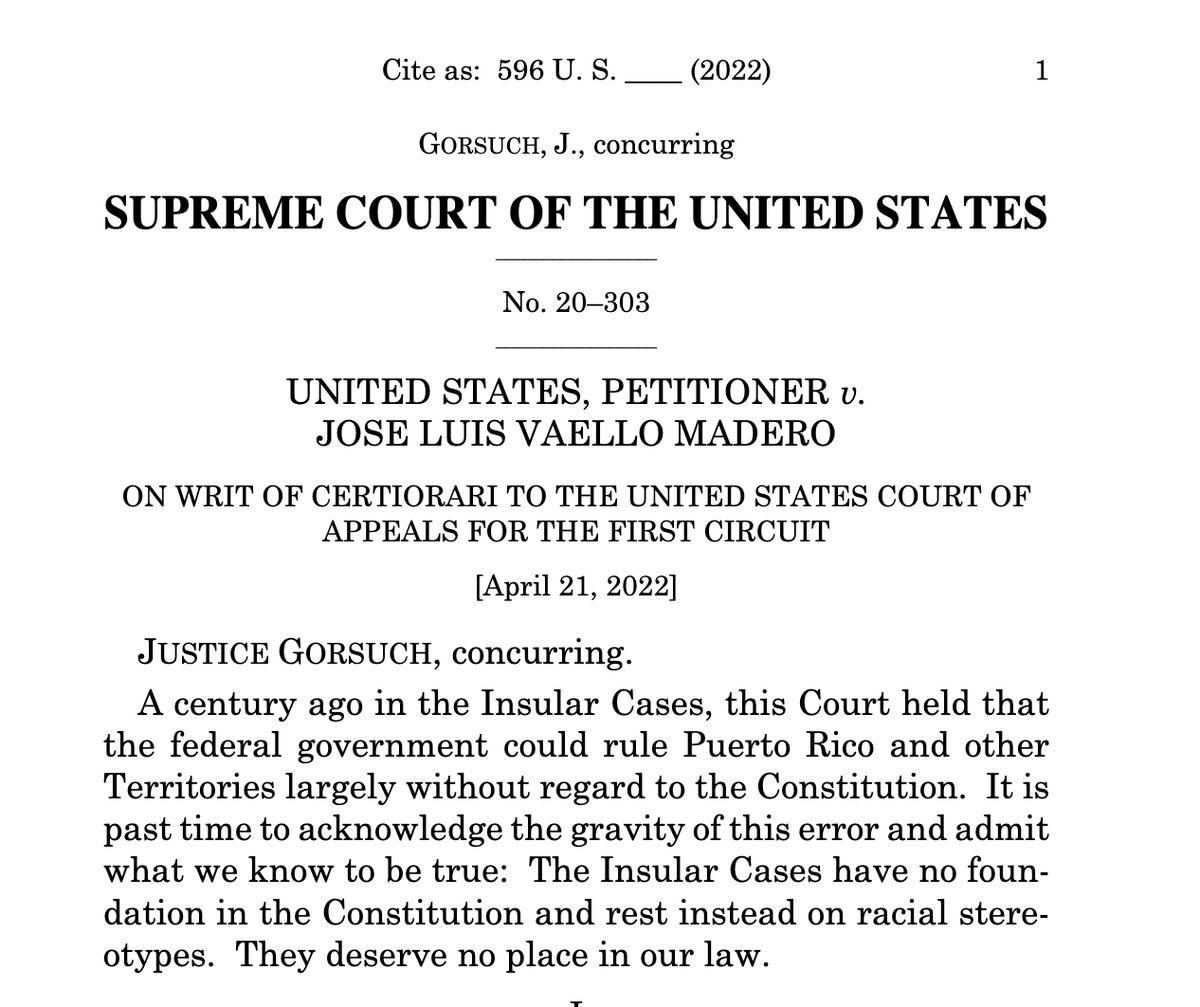 Cite as: 596 U. S. ____ (2022) 1
GORSUCH, J., concurring
SUPREME COURT OF THE UNITED STATES
No. 20–303
UNITED STATES, PETITIONER v.
JOSE LUIS VAELLO MADERO
ON WRIT OF CERTIORARI TO THE UNITED STATES COURT OF
APPEALS FOR THE FIRST CIRCUIT
[April 21, 2022]
JUSTICE GORSUCH, concurring.
A century ago in the Insular Cases, this Court held that
the federal government could rule Puerto Rico and other
Territories largely without regard to the Constitution. It is
past time to acknowledge the gravity of this error and admit
what we know to be true: The Insular Cases have no foun-
dation in the Constitution and rest instead on racial stere-
otypes. They deserve no place in our law.